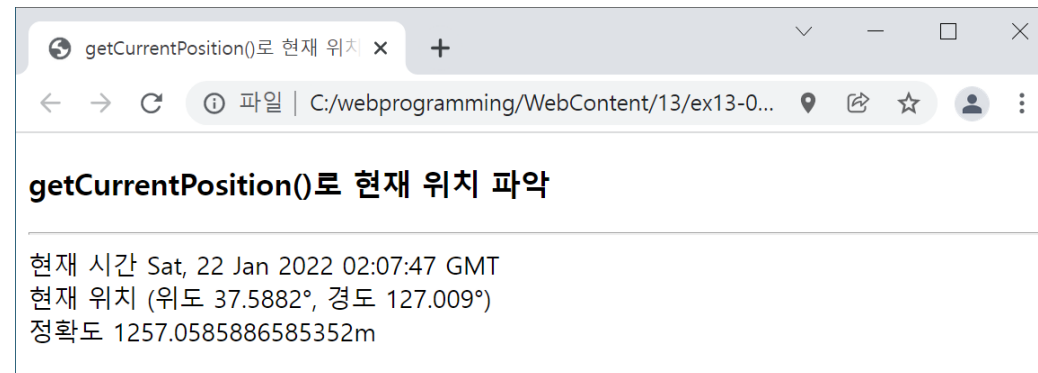 getCurrentPosition()로 현재 위치
파일 | C:/webprogramming/WebContent/13/ex13-0...
getCurrentPosition()로 현재 위치 파악
현재 시간 Sat, 22 Jan 2022 02:07:47 GMT
현재 위치 (위도 37.5882°, 경도 127.009°)
정확도 1257.0585886585352m